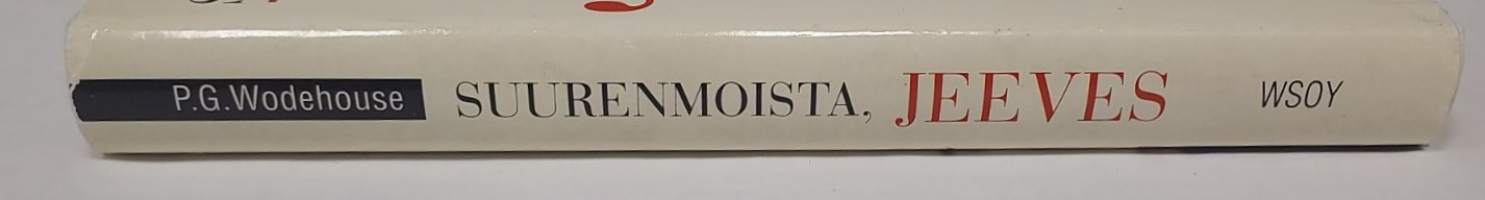 P.G.Wodehouse SUURENMOISTA, JEEVES WSOY